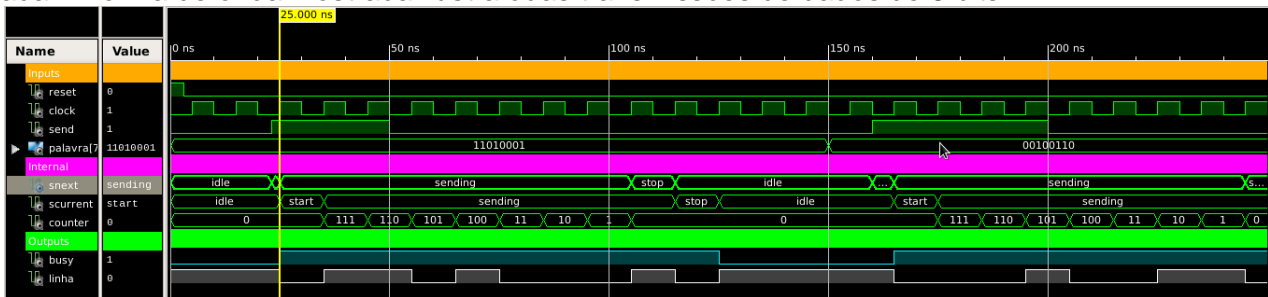 25.000 ns
Name Value 0 ns 50 ns 100 ns 150 ns 200 ns
Inputs
reset 0
clock 1
send 1
palavra[7 11010001 11010001 00100110
Internal
snext sending idle sending stop idle ... sending s...
scurrent start idle start sending stop idle start sending
counter 0 0 111 110 101 100 11 10 1 0 111 110 101 100 11 10 1 0
Outputs
busy 1
linha 0